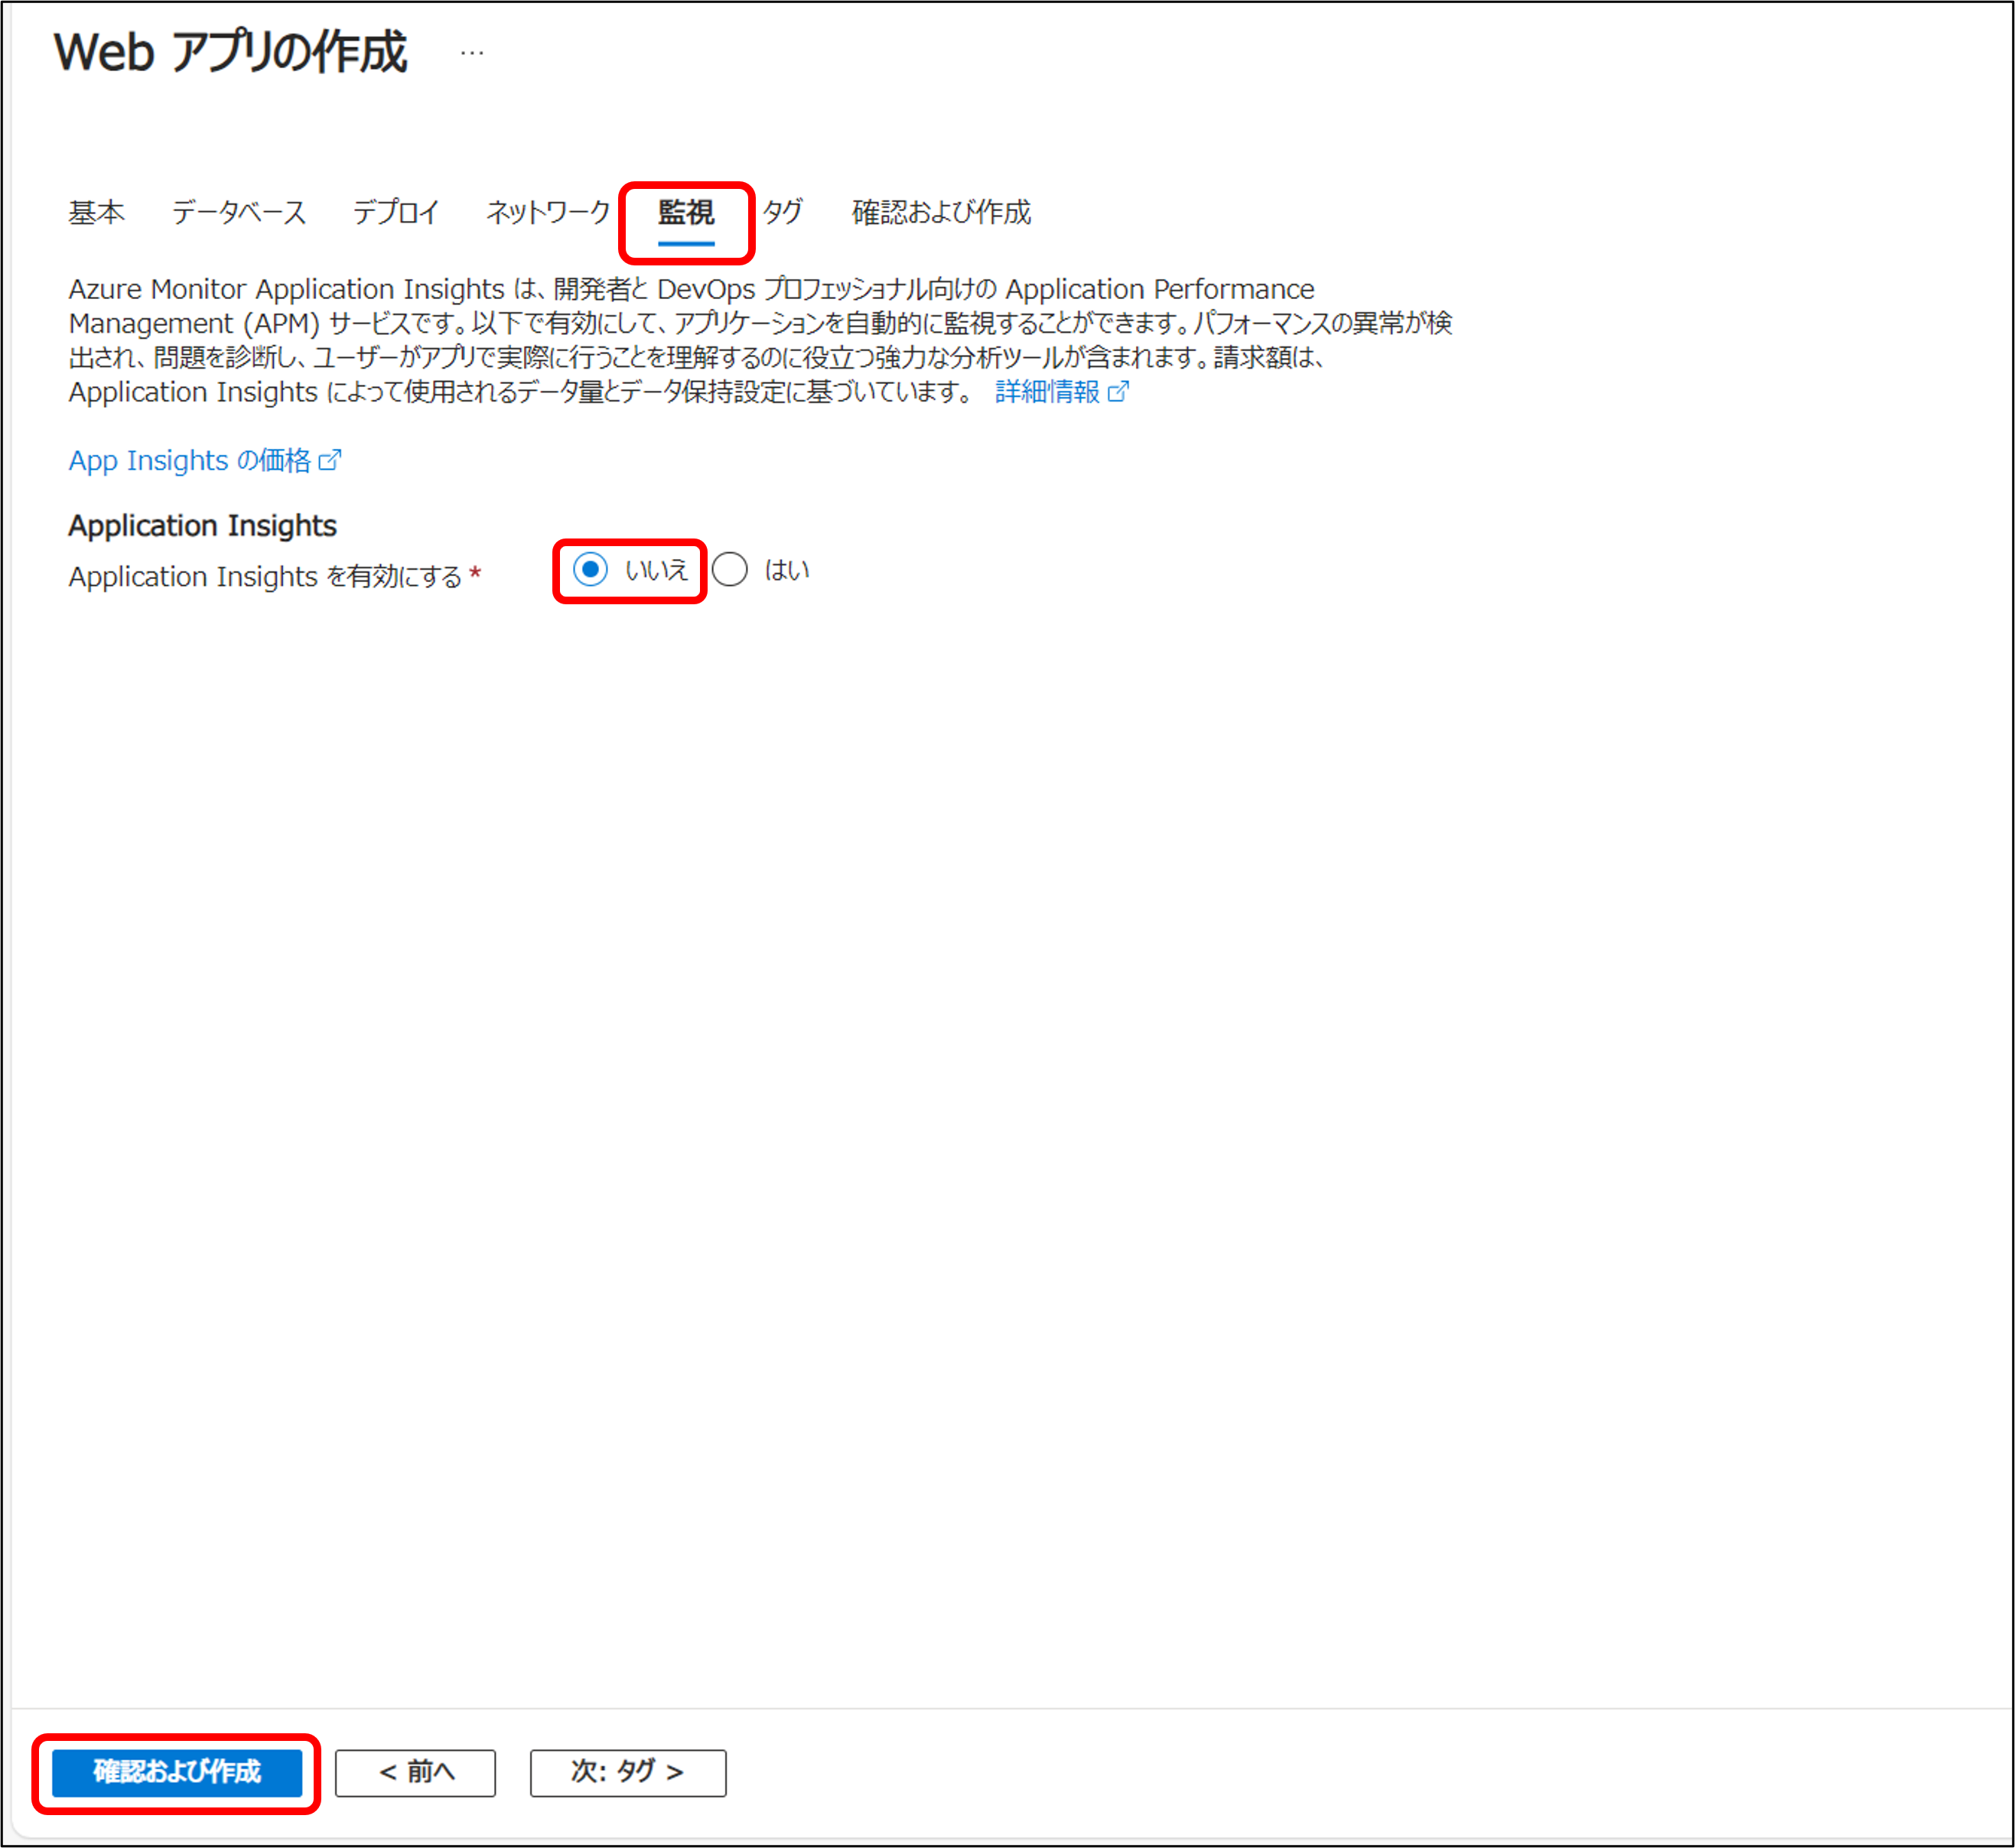 Web アプリの作成 …
基本 データベース デプロイ ネットワーク 監視 タグ 確認および作成
Azure Monitor Application Insights は、開発者と DevOps プロフェッショナル向けの Application Performance
Management (APM) サービスです。以下で有効にして、アプリケーションを自動的に監視することができます。パフォーマンスの異常が検
出され、問題を診断し、ユーザーがアプリで実際に行うことを理解するのに役立つ強力な分析ツールが含まれます。請求額は、
Application Insights によって使用されるデータ量とデータ保持設定に基づいています。 詳細情報
App Insights の価格
Application Insights
Application Insights を有効にする * いいえ はい
確認および作成 < 前へ 次: タグ >